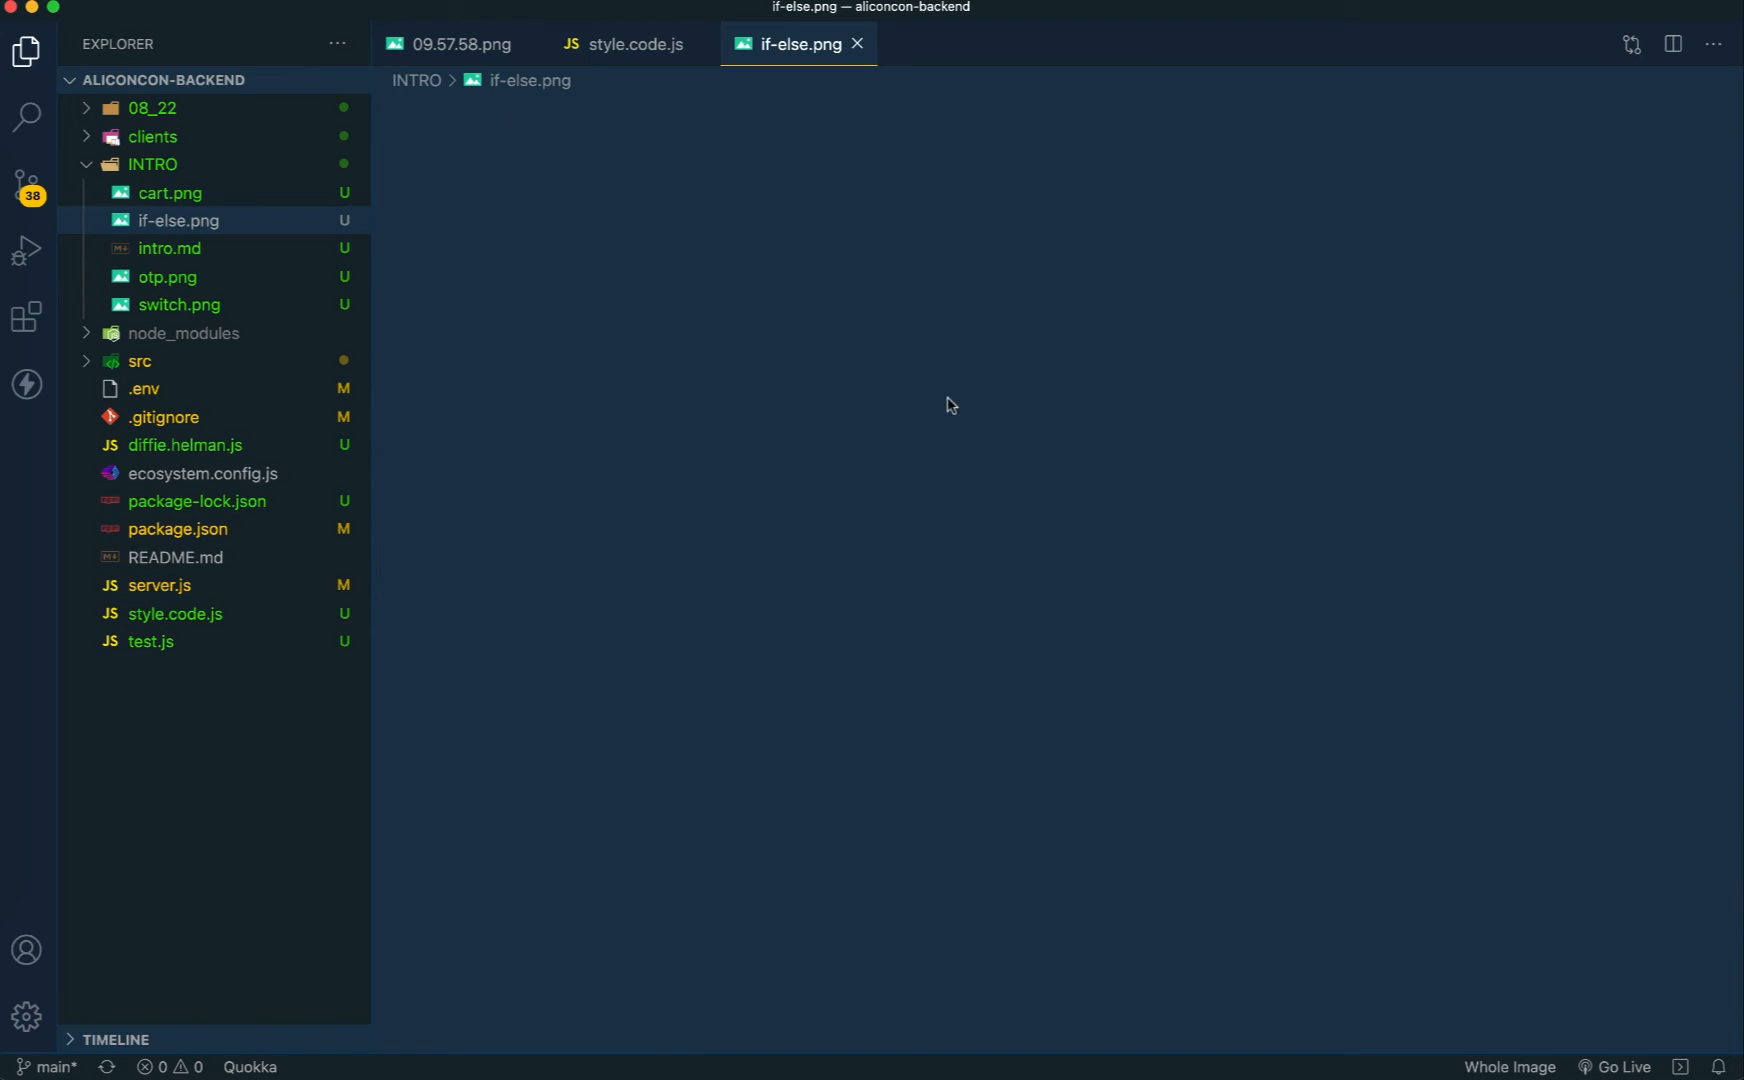 if-else.png — aliconcon-backend
EXPLORER
09.57.58.png
JS style.code.js
if-else.png
ALICONCON-BACKEND
INTRO > if-else.png
08_22
clients
INTRO
cart.png U
if-else.png U
intro.md U
otp.png U
switch.png U
node_modules
src
.env M
.gitignore M
JS diffie.helman.js U
ecosystem.config.js
package-lock.json U
package.json M
README.md
JS server.js M
JS style.code.js U
JS test.js U
38
TIMELINE
main* 0 0 Quokka
Whole Image Go Live